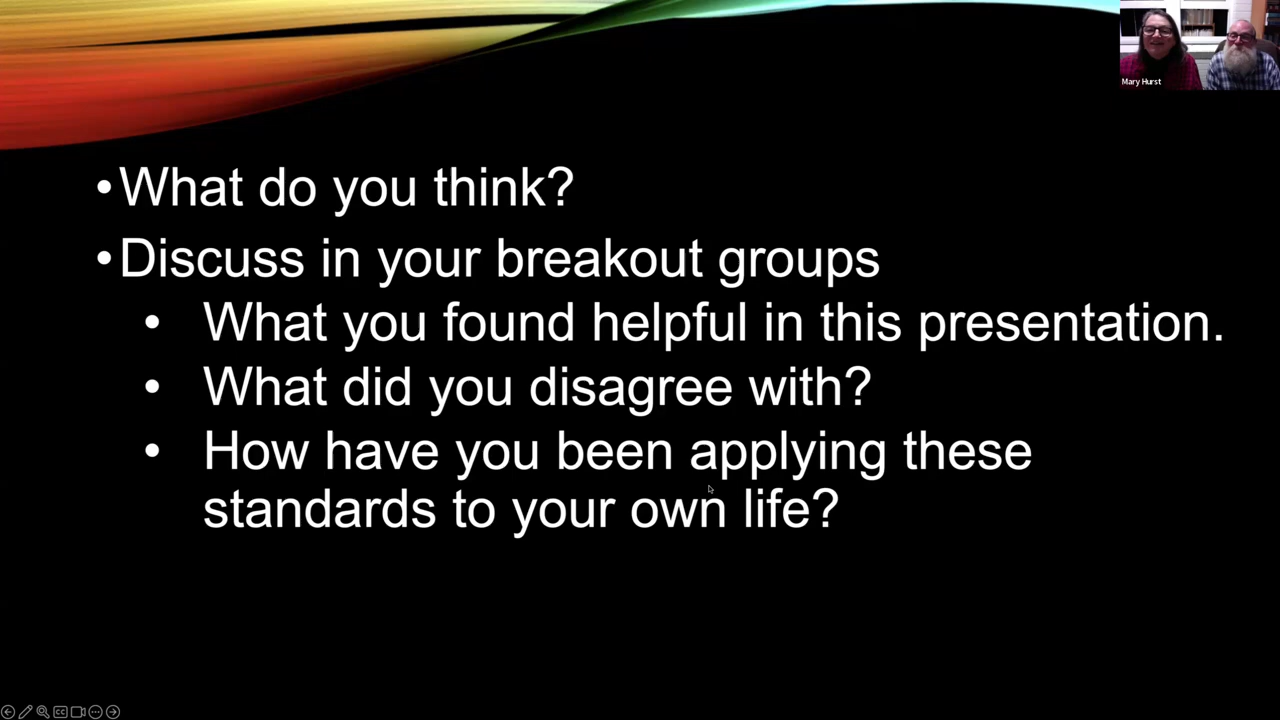 Mary Hurst
•What do you think?
•Discuss in your breakout groups
• What you found helpful in this presentation.
• What did you disagree with?
• How have you been applying these
standards to your own life?